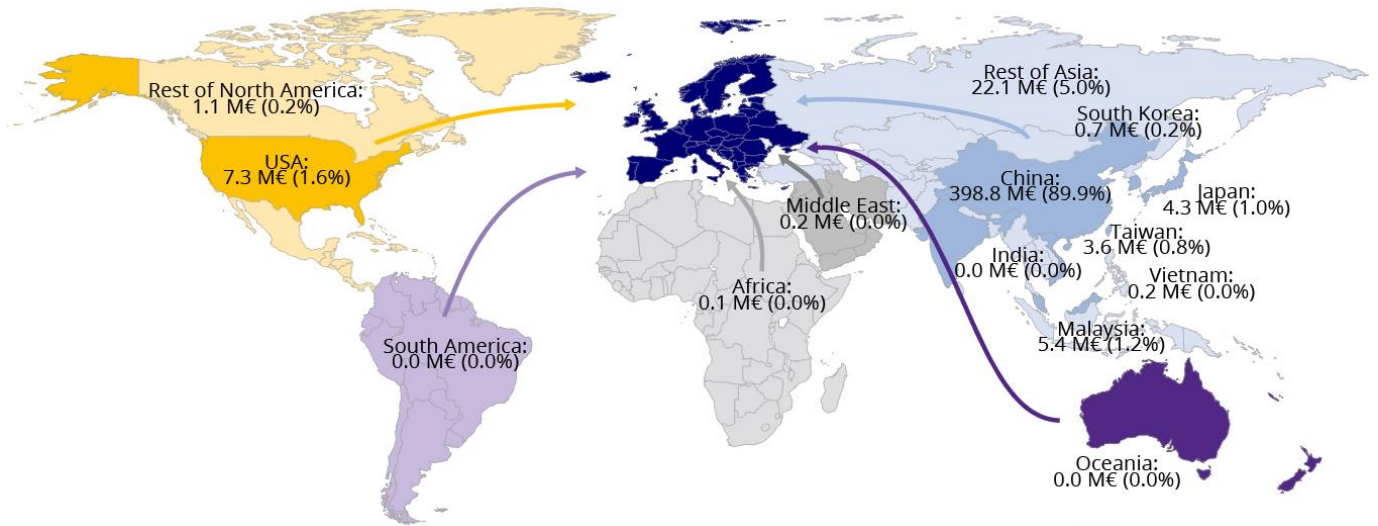 Rest of North America:
1.1 M€ (0.2%)
USA:
7.3 M€ (1.6%)
South America:
0.0 M€ (0.0%)
Africa:
0.1 M€ (0.0%)
Middle East:
0.2 M€ (0.0%)
Rest of Asia:
22.1 M€ (5.0%)
South Korea:
0.7 M€ (0.2%)
China:
398.8 M€ (89.9%)
Japan:
4.3 M€ (1.0%)
Taiwan:
3.6 M€ (0.8%)
India:
0.0 M€ (0.0%)
Vietnam:
0.2 M€ (0.0%)
Malaysia:
5.4 M€ (1.2%)
Oceania:
0.0 M€ (0.0%)